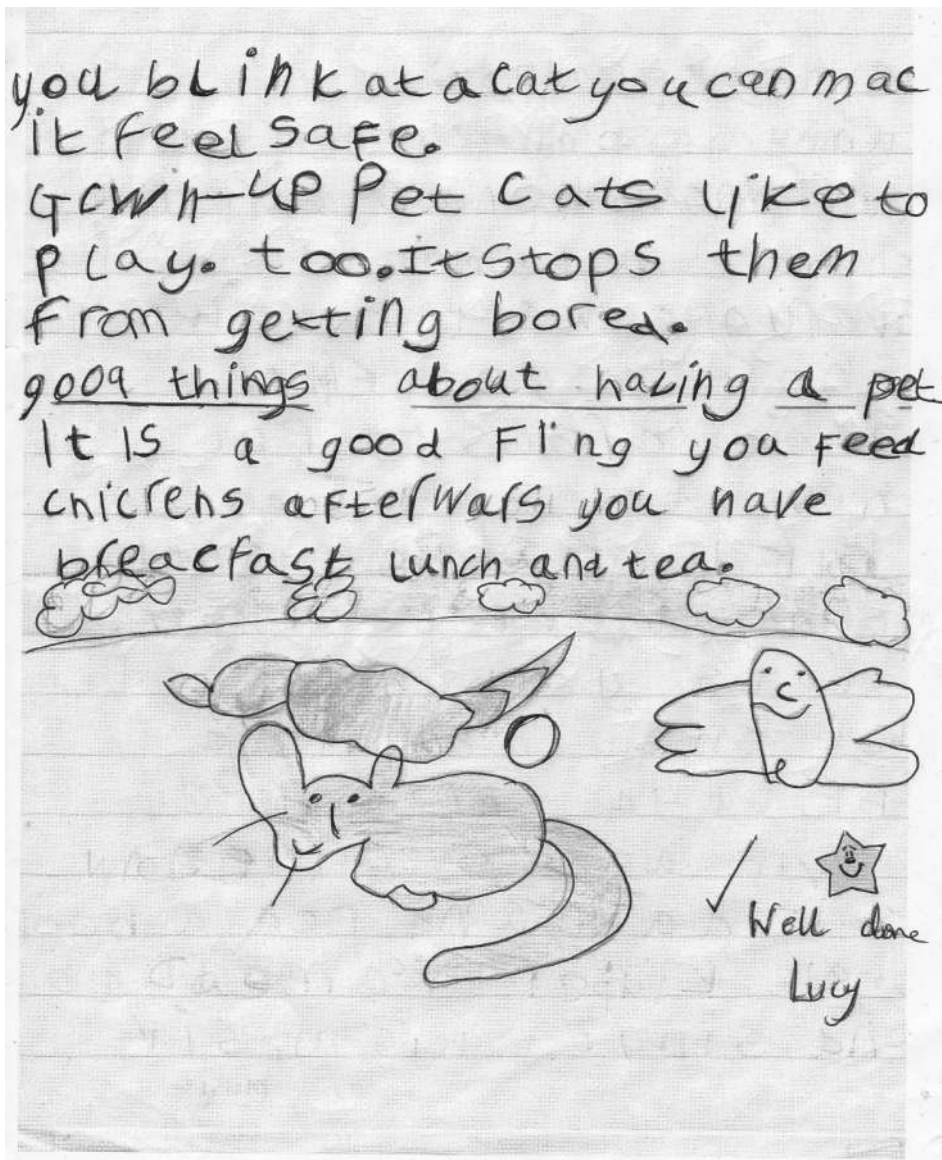 you blink at a cat you can mac
it feel safe.
Grwn-up Pet Cats like to
play. too. It stops them
from getting bored.
good things about having a pet
It is a good Fing you feed
chicrens afterwars you have
breacfast lunch and tea.
Well done
Lucy